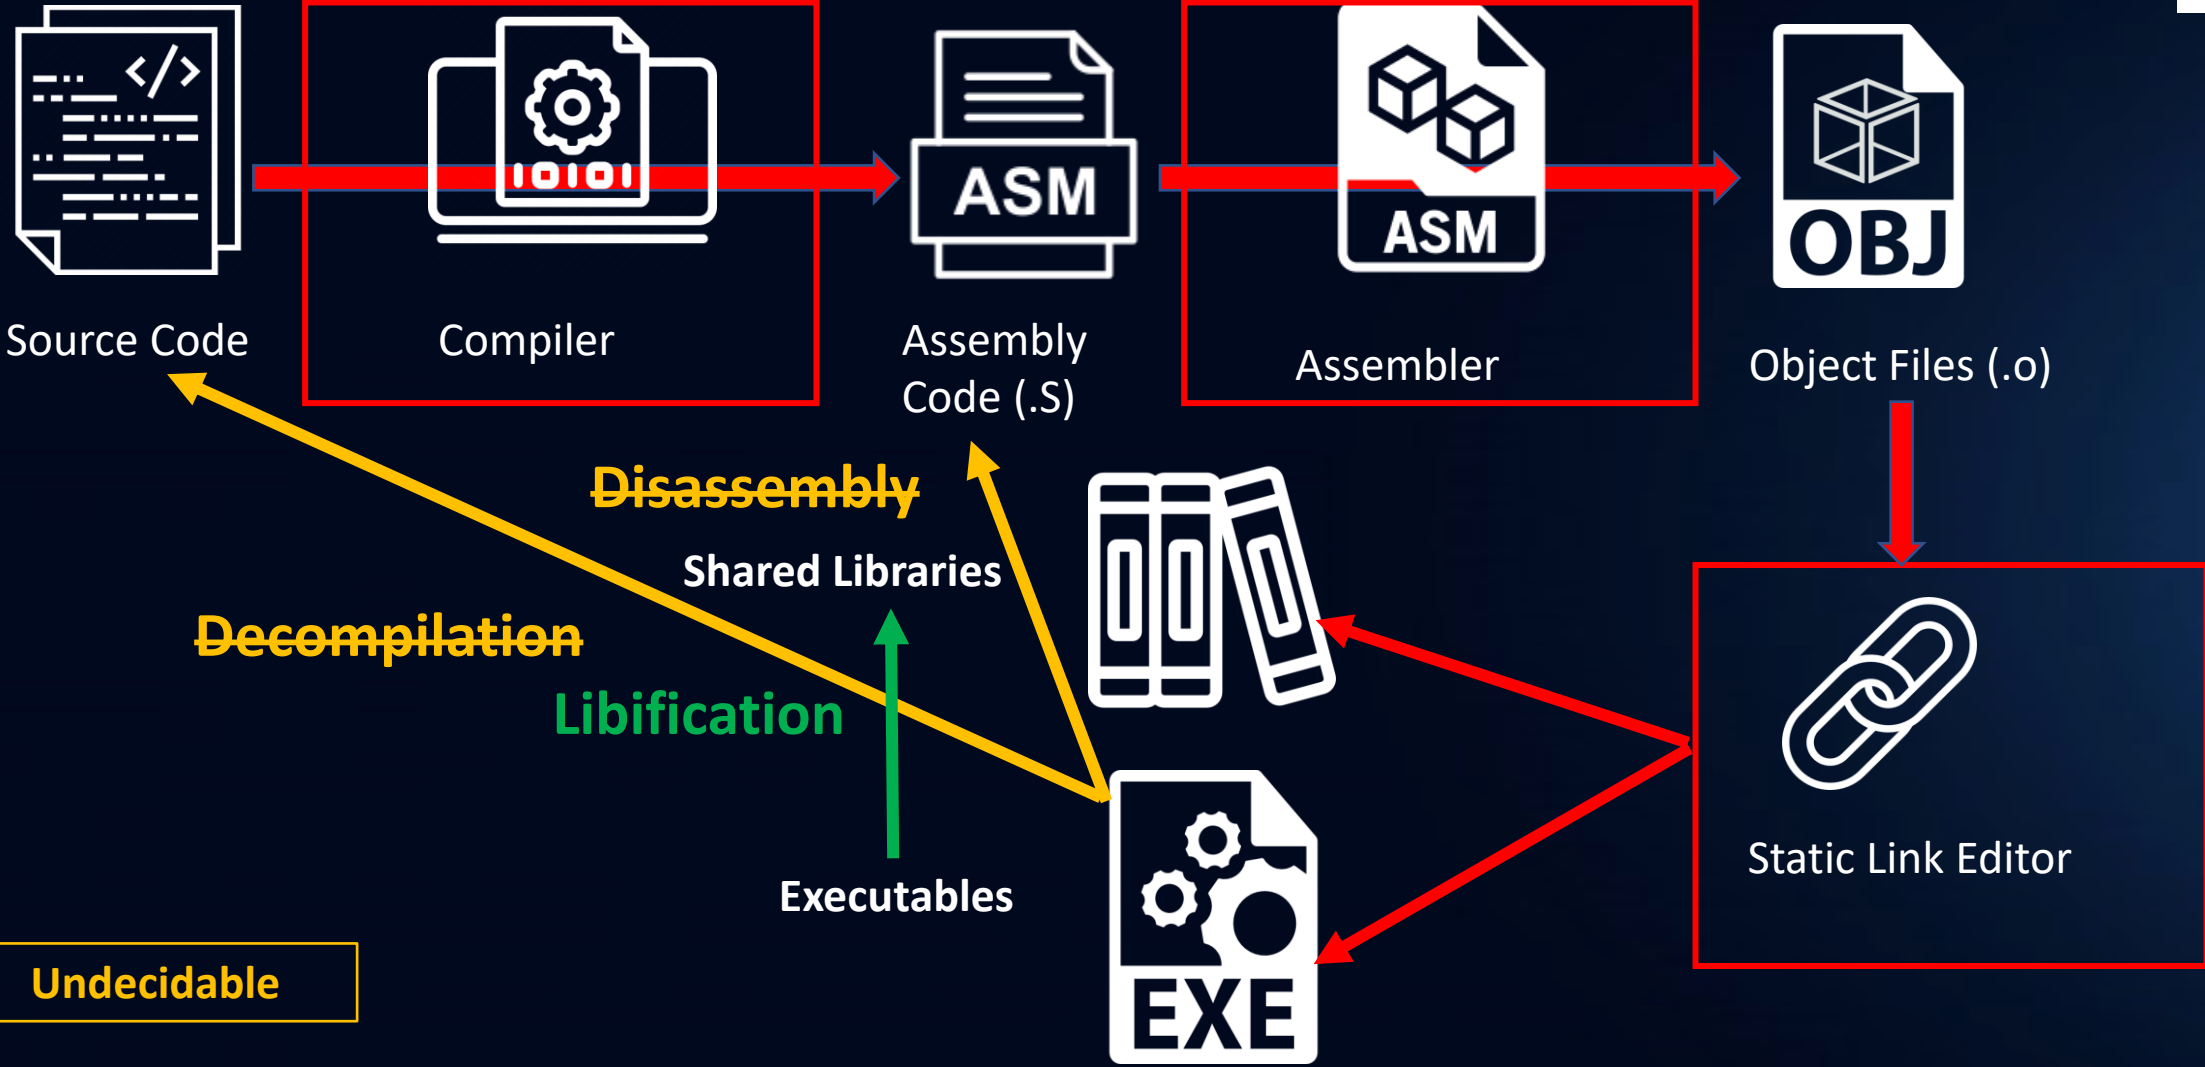 </>
10101
ASM
ASM
OBJ
Source Code
Compiler
Assembly
Code (.S)
Assembler
Object Files (.o)
Disassembly
Shared Libraries
Decompilation
Libification
Static Link Editor
Executables
Undecidable
EXE